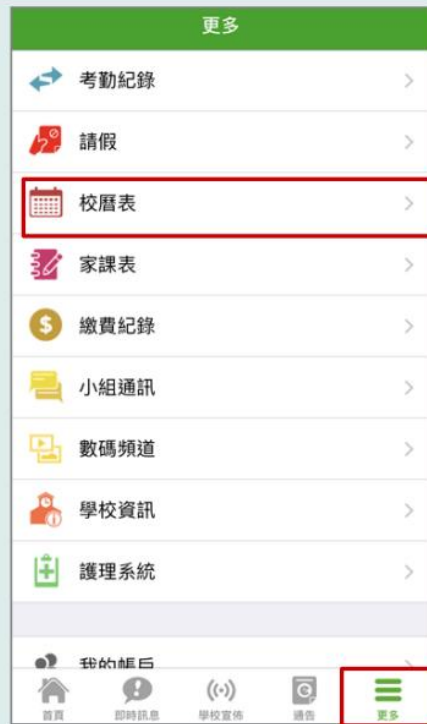 更多
考勤紀錄
請假
校曆表
家課表
繳費紀錄
小組通訊
數碼頻道
學校資訊
護理系統
我的帳戶
首頁 即時訊息 學校宣佈 通告 更多